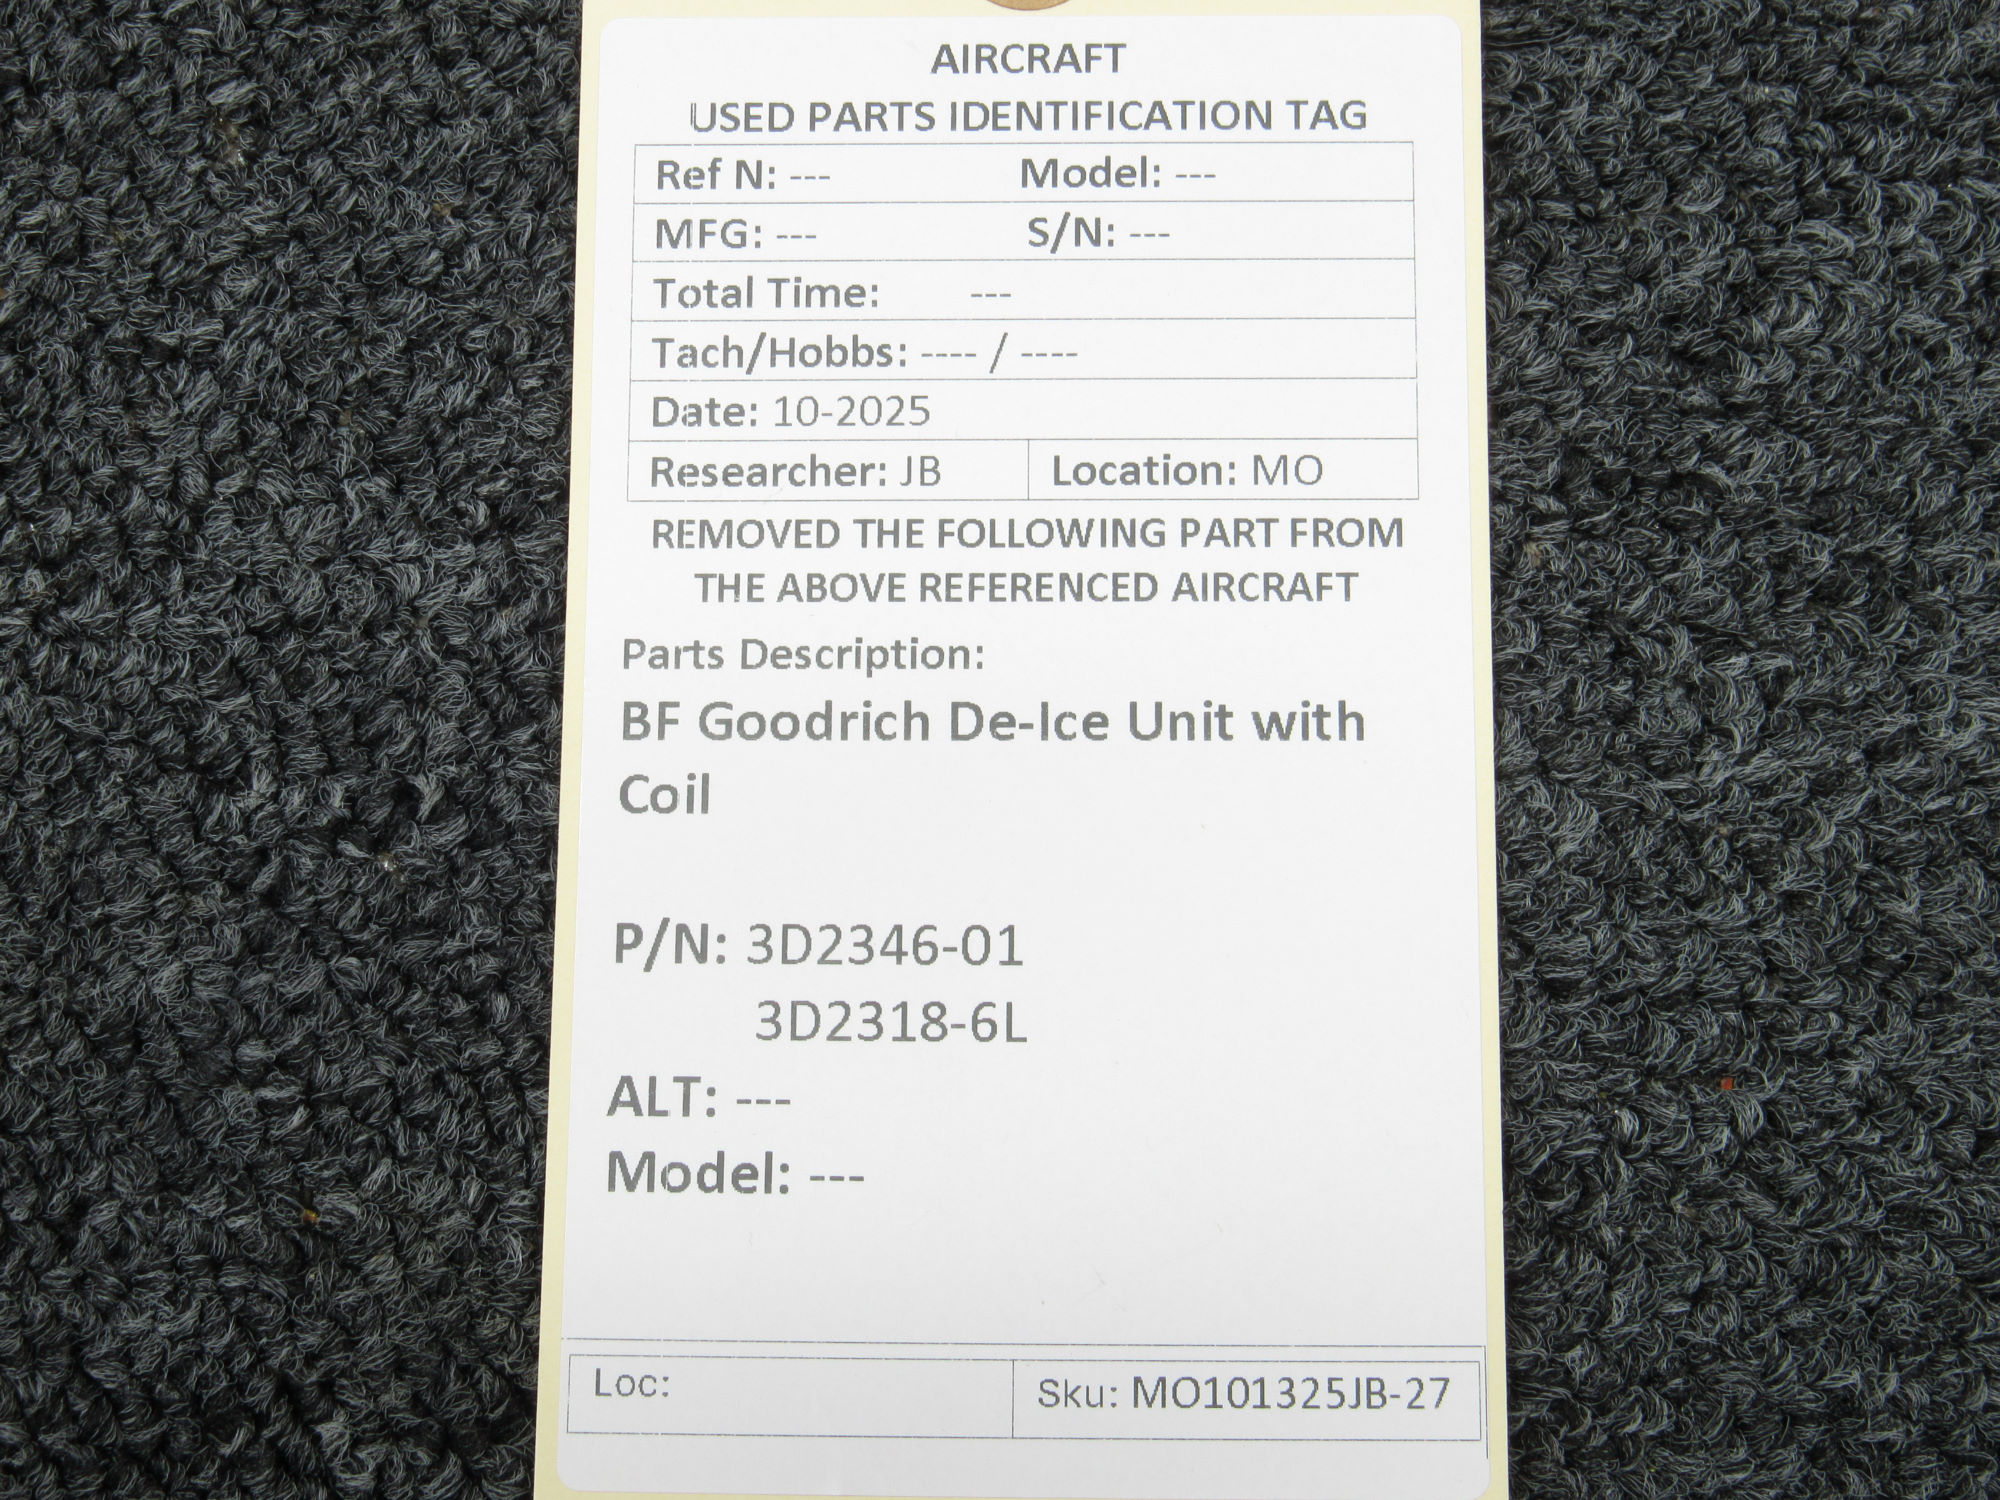 AIRCRAFT
USED PARTS IDENTIFICATION TAG
Ref N: --- Model: ---
MFG: --- S/N: ---
Total Time: ---
Tach/Hobbs: ---- / ----
Date: 10-2025
Researcher: JB Location: MO
REMOVED THE FOLLOWING PART FROM
THE ABOVE REFERENCED AIRCRAFT
Parts Description:
BF Goodrich De-Ice Unit with
Coil
P/N: 3D2346-01
3D2318-6L
ALT: ---
Model: ---
Loc: Sku: MO101325JB-27